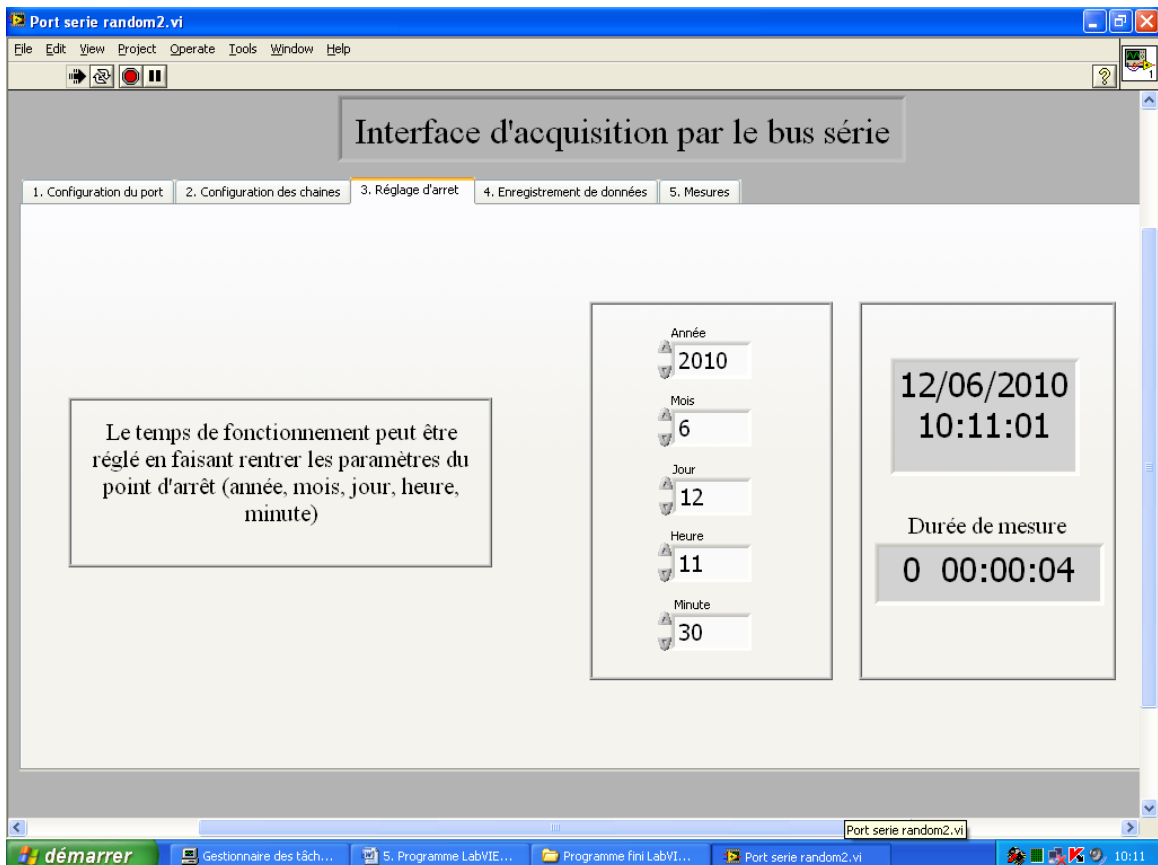 Port serie random2.vi
File Edit View Project Operate Tools Window Help
1
Interface d'acquisition par le bus série
1. Configuration du port 2. Configuration des chaines 3. Réglage d'arret 4. Enregistrement de données 5. Mesures
Le temps de fonctionnement peut être
réglé en faisant rentrer les paramètres du
point d'arrêt (année, mois, jour, heure,
minute)
Année
2010
Mois
6
Jour
12
Heure
11
Minute
30
12/06/2010
10:11:01
Durée de mesure
0 00:00:04
Port serie random2.vi
démarrer Gestionnaire des tâch... 5. Programme LabVIE... Programme fini LabVI... Port serie random2.vi 10:11